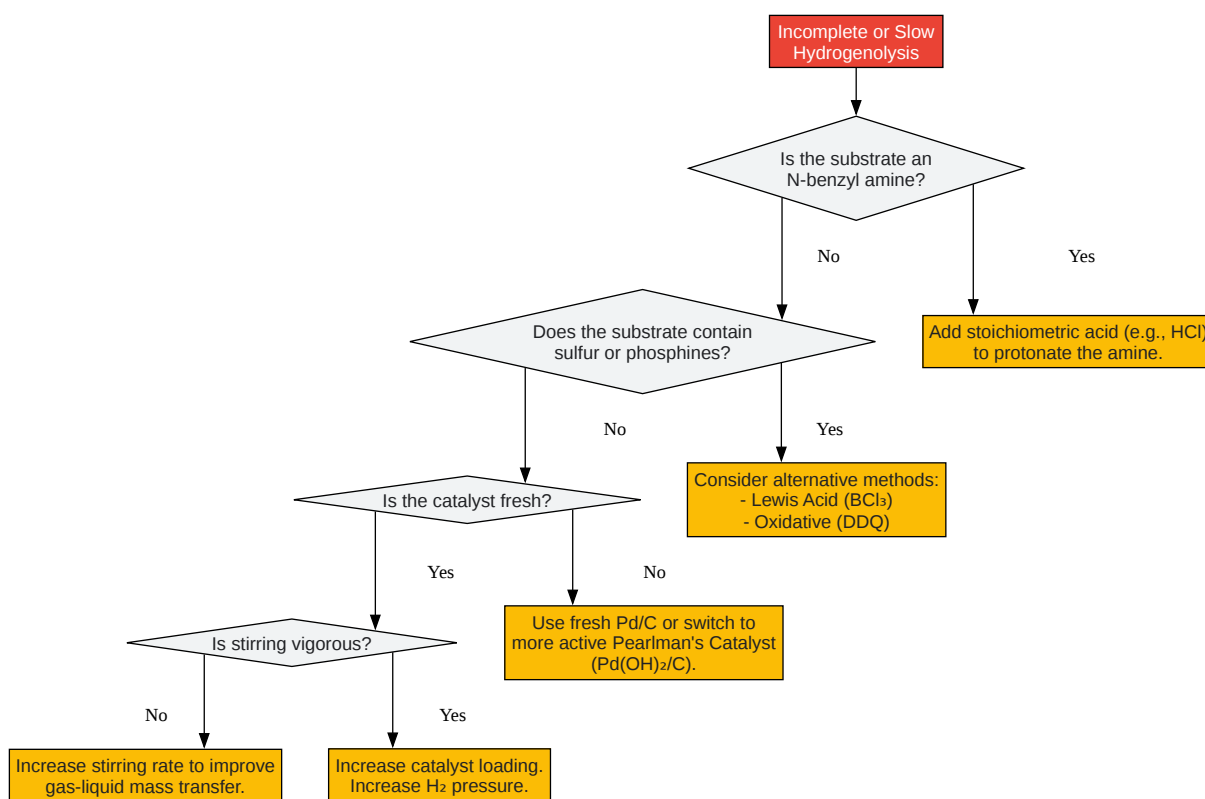 Incomplete or Slow
Hydrogenolysis
Is the substrate an
N-benzyl amine?
No
Yes
Does the substrate contain
sulfur or phosphines?
Add stoichiometric acid (e.g., HCl)
to protonate the amine.
No
Yes
Is the catalyst fresh?
Consider alternative methods:
- Lewis Acid (BCl₃)
- Oxidative (DDQ)
Yes
No
Is stirring vigorous?
Use fresh Pd/C or switch to
more active Pearlman's Catalyst
(Pd(OH)₂/C).
No
Yes
Increase stirring rate to improve
gas-liquid mass transfer.
Increase catalyst loading.
Increase H₂ pressure.